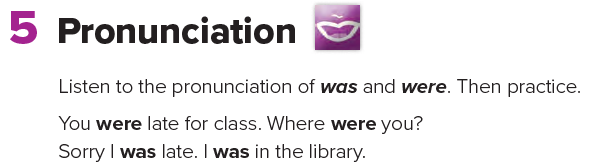 5 Pronunciation
Listen to the pronunciation of was and were. Then practice.
You were late for class. Where were you?
Sorry I was late. I was in the library.